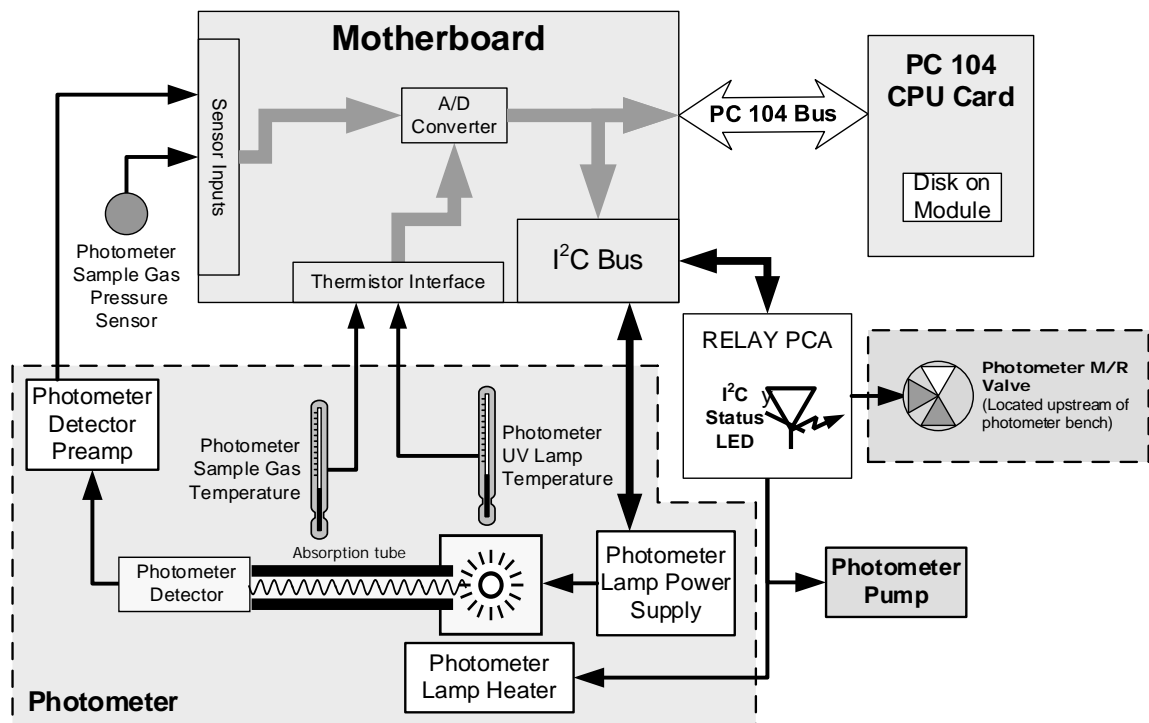 Motherboard
Sensor Inputs
A/D
Converter
PC 104 Bus
PC 104
CPU Card
Disk on
Module
Photometer
Sample Gas
Pressure
Sensor
Thermistor Interface
I²C Bus
RELAY PCA
I²C
y
Status
LED
Photometer M/R
Valve
(Located upstream of
photometer bench)
Photometer
Detector
Preamp
Photometer
Sample Gas
Temperature
Photometer
UV Lamp
Temperature
Absorption tube
Photometer
Detector
Photometer
Lamp Power
Supply
Photometer
Pump
Photometer
Lamp Heater
Photometer